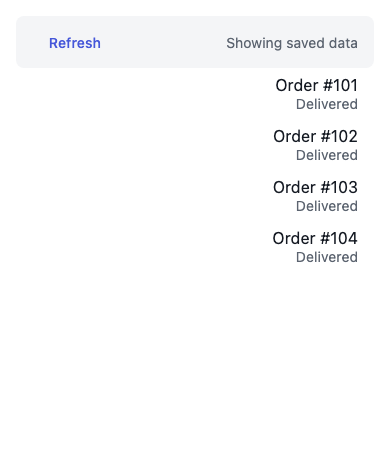 Refresh
Showing saved data
Order #101
Delivered
Order #102
Delivered
Order #103
Delivered
Order #104
Delivered